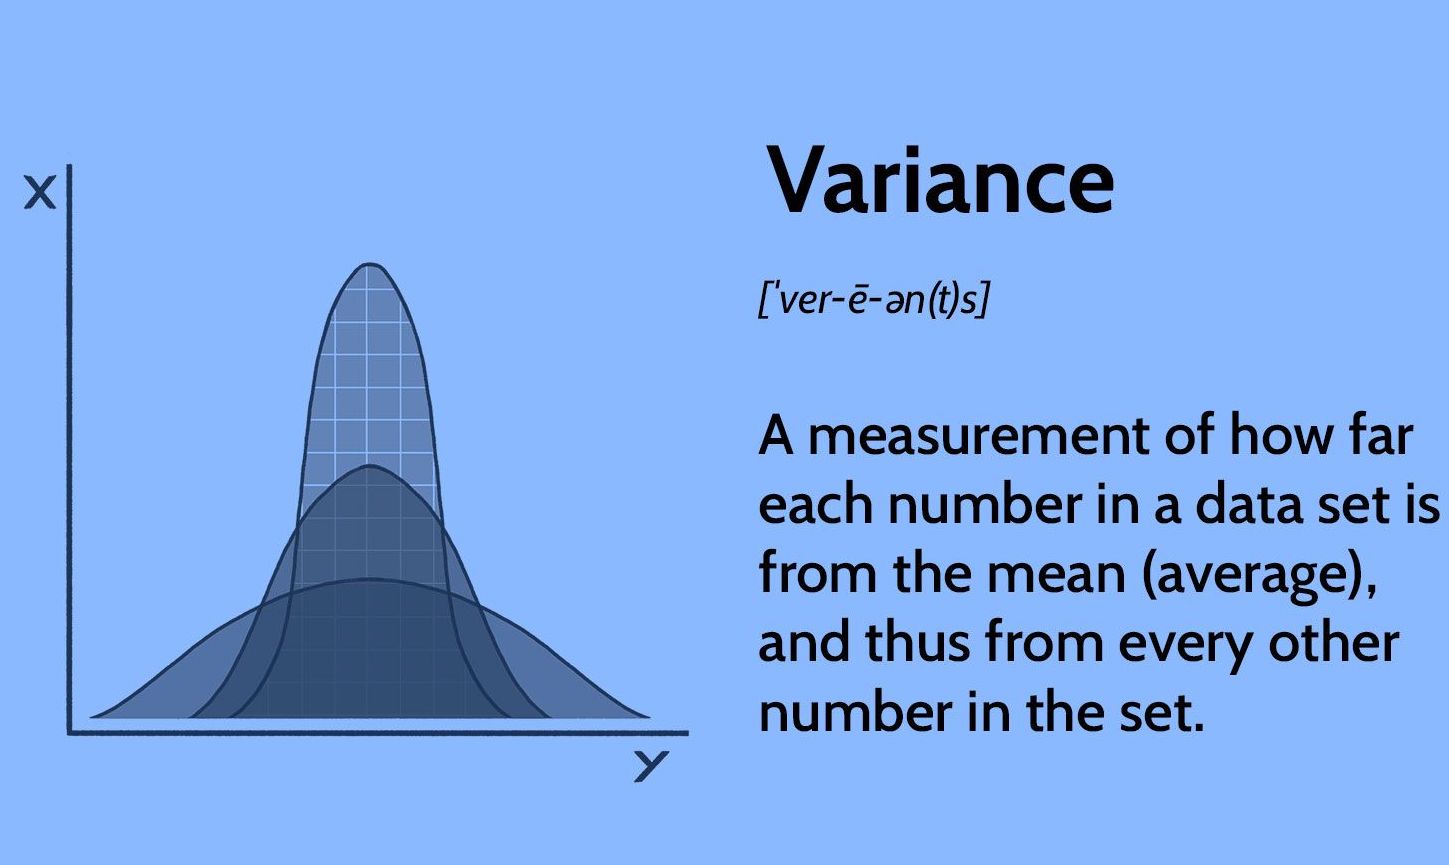 Variance
X
['ver-ē-ən(t)s]
A measurement of how far
each number in a data set is
from the mean (average),
and thus from every other
number in the set.
Y